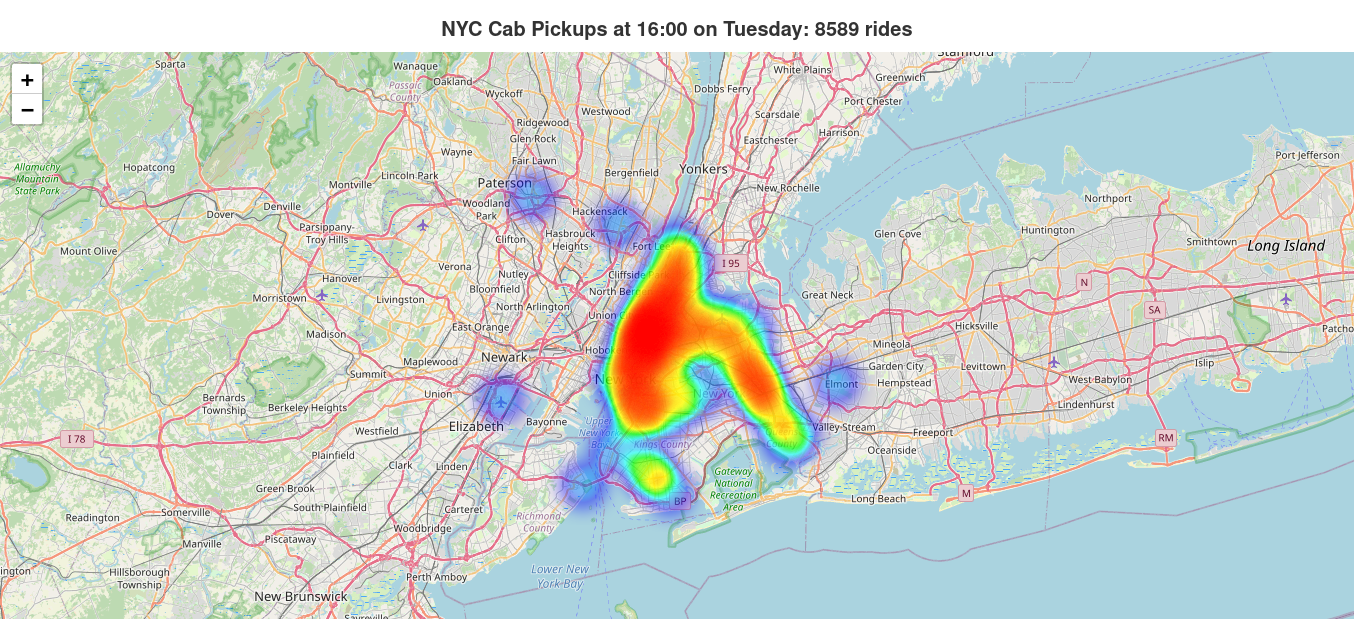 NYC Cab Pickups at 16:00 on Tuesday: 8589 rides
+
−
Stamford
Sparta
Wanaque
Oakland
Passaic
County
Wyckoff
Dobbs Ferry
White Plains
Greenwich
Port Chester
Westwood
Scarsdale
Harrison
Ridgewood
Glen Rock
Eastchester
Wayne
Fair Lawn
Port Jefferson
Allamuchy
Mountain
State Park
Hopatcong
Lincoln Park
Montville
Bergenfield
Yonkers
Paterson
New Rochelle
Northport
Woodland
Park
Hackensack
Denville
Dover
Parsippany-
Troy Hills
Clifton
Hasbrouck
Heights
Fort Lee
Glen Cove
Huntington
Smithtown
Long Island
Mount Olive
I 95
Verona
Nutley
Cliffside Park
Hanover
Bloomfield
North Bergen
N
Morristown
Livingston
North Arlington
Great Neck
SA
Union City
Madison
East Orange
Hicksville
Patcho
Mineola
Newark
Hoboken
Maplewood
Garden City
Levittown
Islip
Summit
New York
Elmont
Hempstead
West Babylon
Bernards
Township
Berkeley Heights
Union
New York
Lindenhurst
Elizabeth
Bayonne
Upper
New York
Bay
Valley Stream
Freeport
I 78
Westfield
Kings County
County
RM
Oceanside
Plainfield
Clark
Linden
Gateway
National
Recreation
Area
Green Brook
BP
Long Beach
M
South Plainfield
Carteret
Somerville
Readington
Richmond
County
Woodbridge
Manville
Piscataway
ington
Hillsborough
Township
Perth Amboy
Lower New
York Bay
New Brunswick
Sayreville